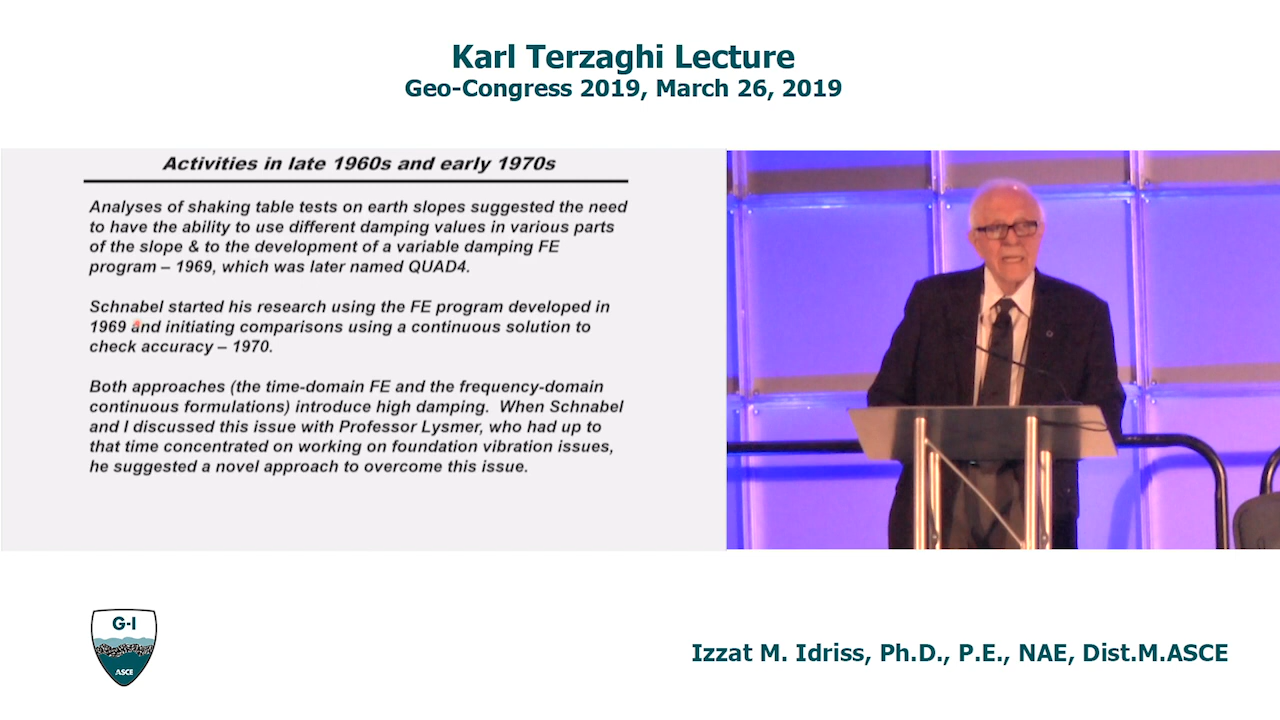 Karl Terzaghi Lecture
Geo-Congress 2019, March 26, 2019
Activities in late 1960s and early 1970s
Analyses of shaking table tests on earth slopes suggested the need
to have the ability to use different damping values in various parts
of the slope & to the development of a variable damping FE
program – 1969, which was later named QUAD4.
Schnabel started his research using the FE program developed in
1969 and initiating comparisons using a continuous solution to
check accuracy – 1970.
Both approaches (the time-domain FE and the frequency-domain
continuous formulations) introduce high damping. When Schnabel
and I discussed this issue with Professor Lysmer, who had up to
that time concentrated on working on foundation vibration issues,
he suggested a novel approach to overcome this issue.
G-I
ASCE
Izzat M. Idriss, Ph.D., P.E., NAE, Dist.M.ASCE